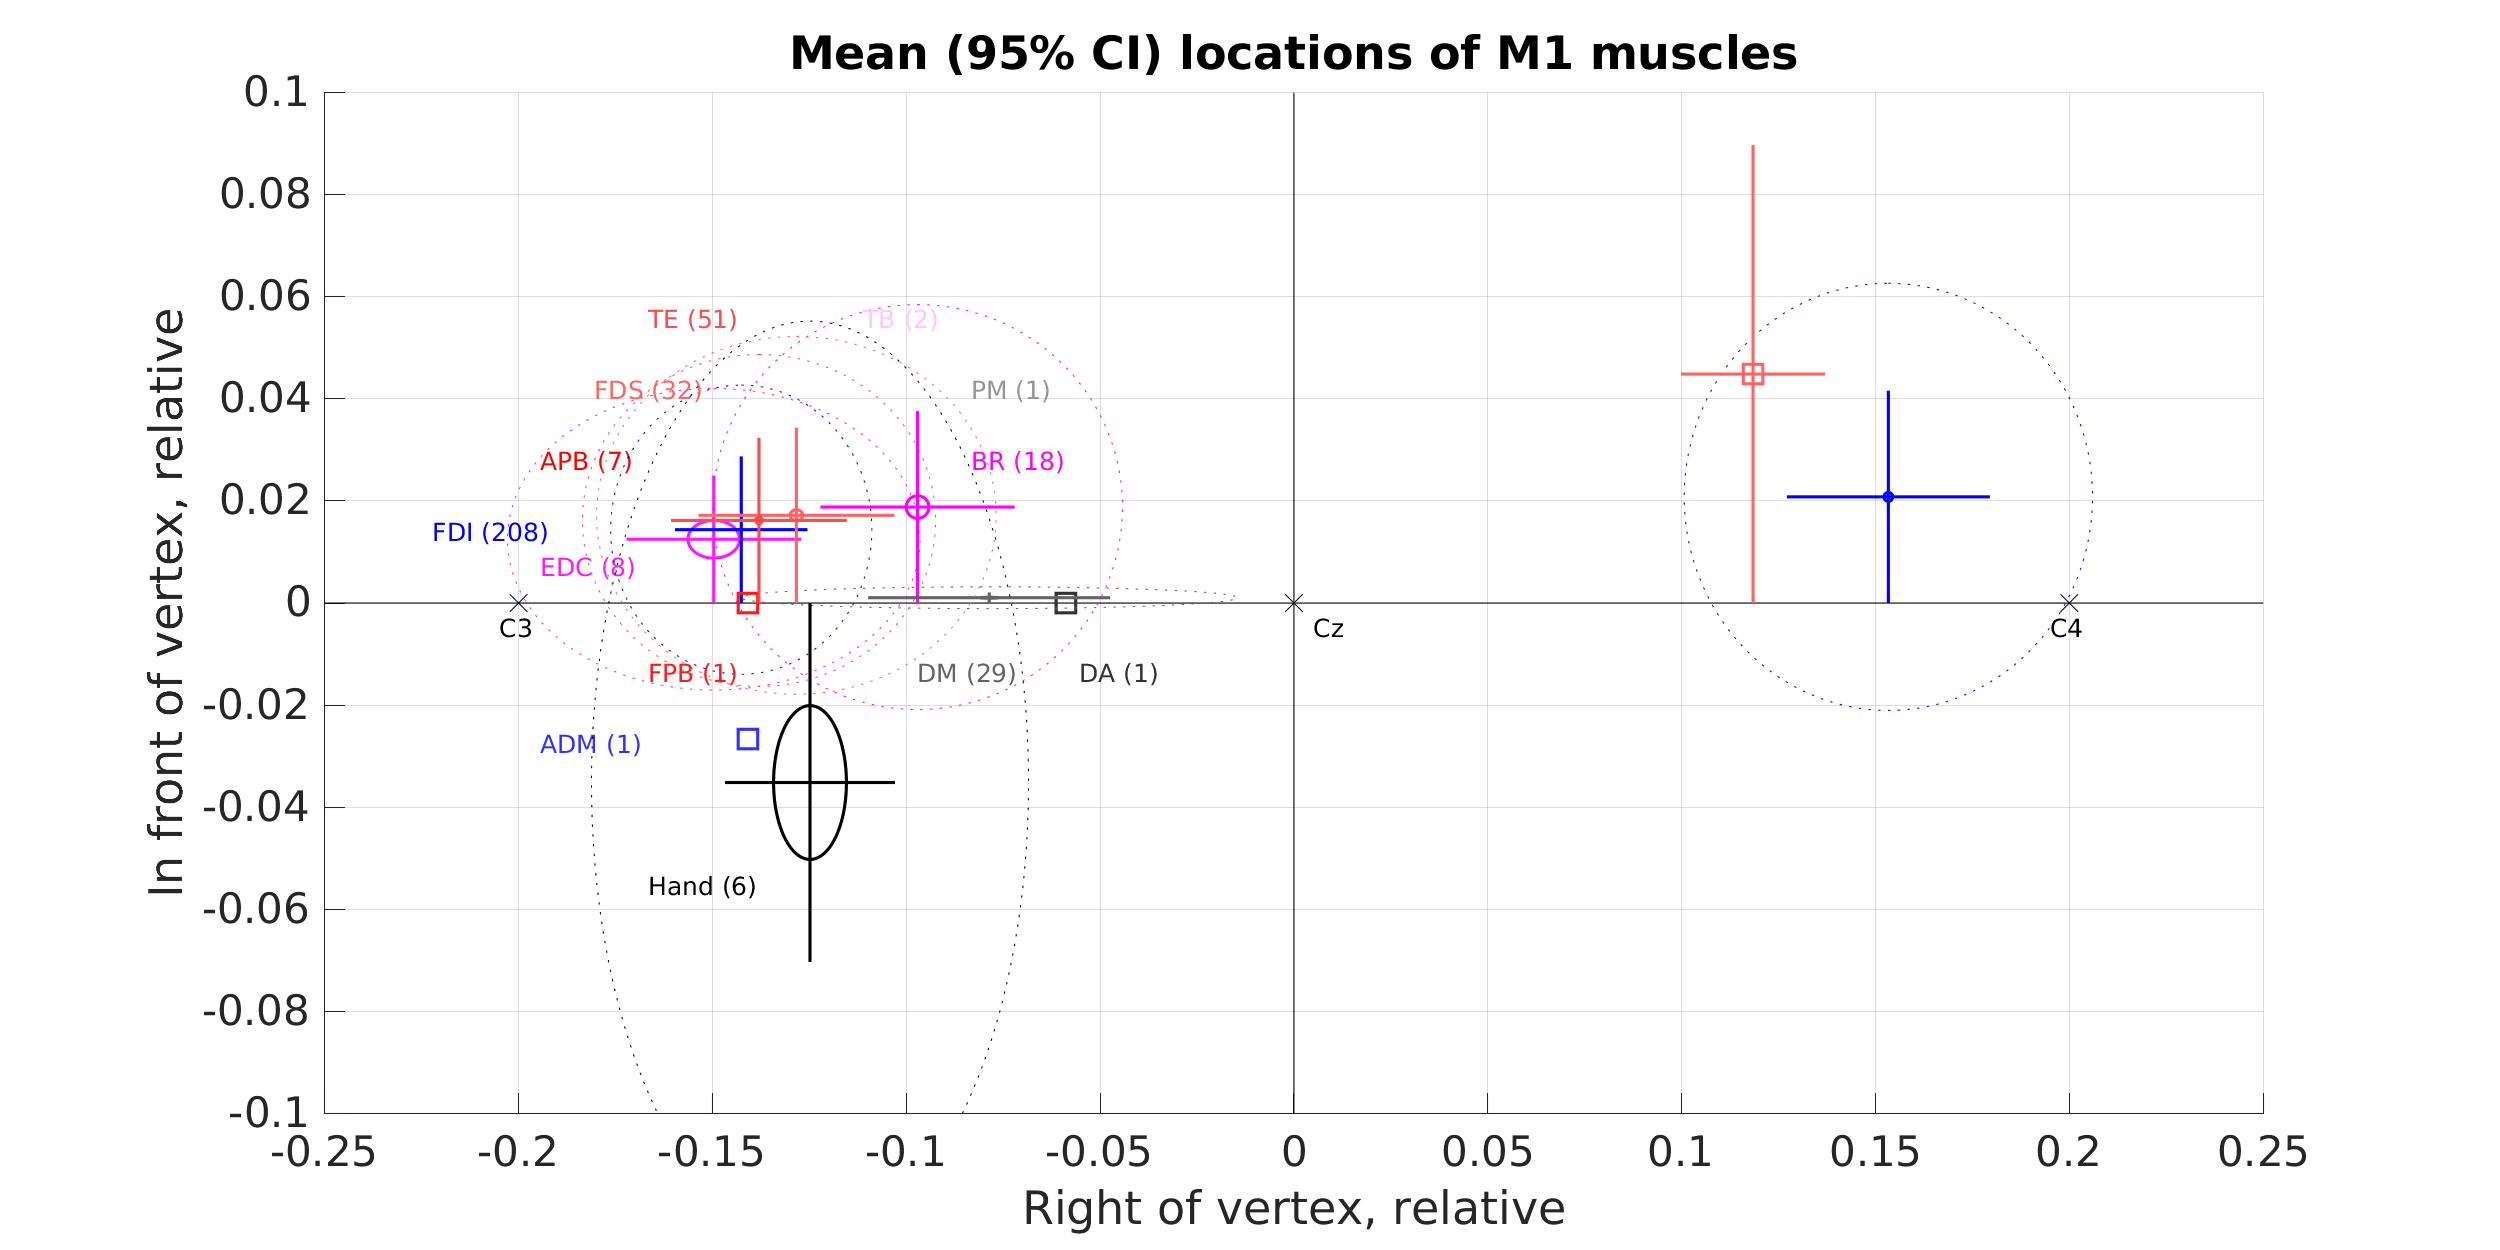 Mean (95% CI) locations of M1 muscles
In front of vertex, relative
0.1
0.08
0.06
0.04
0.02
0
-0.02
-0.04
-0.06
-0.08
-0.1
TE (51)
TB (2)
FDS (32)
PM (1)
APB (7)
BR (18)
FDI (208)
EDC (8)
C3
Cz
C4
FPB (1)
DM (29)
DA (1)
ADM (1)
Hand (6)
-0.25
-0.2
-0.15
-0.1
-0.05
0
0.05
0.1
0.15
0.2
0.25
Right of vertex, relative